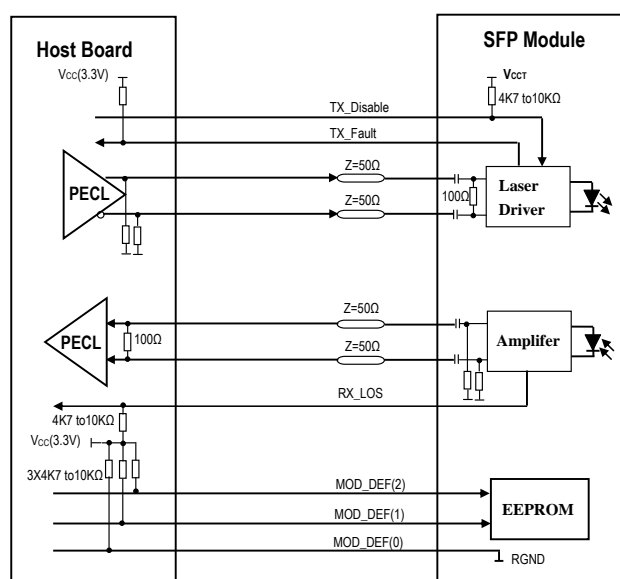 Host Board
SFP Module
Vcc(3.3V)
VCCT
4K7 to10KΩ
TX_Disable
TX_Fault
Z=50Ω
PECL
100Ω
Laser
Driver
Z=50Ω
Z=50Ω
PECL
100Ω
Amplifer
Z=50Ω
RX_LOS
4K7 to10KΩ
Vcc(3.3V)
3X4K7 to10KΩ
MOD_DEF(2)
EEPROM
MOD_DEF(1)
MOD_DEF(0)
RGND